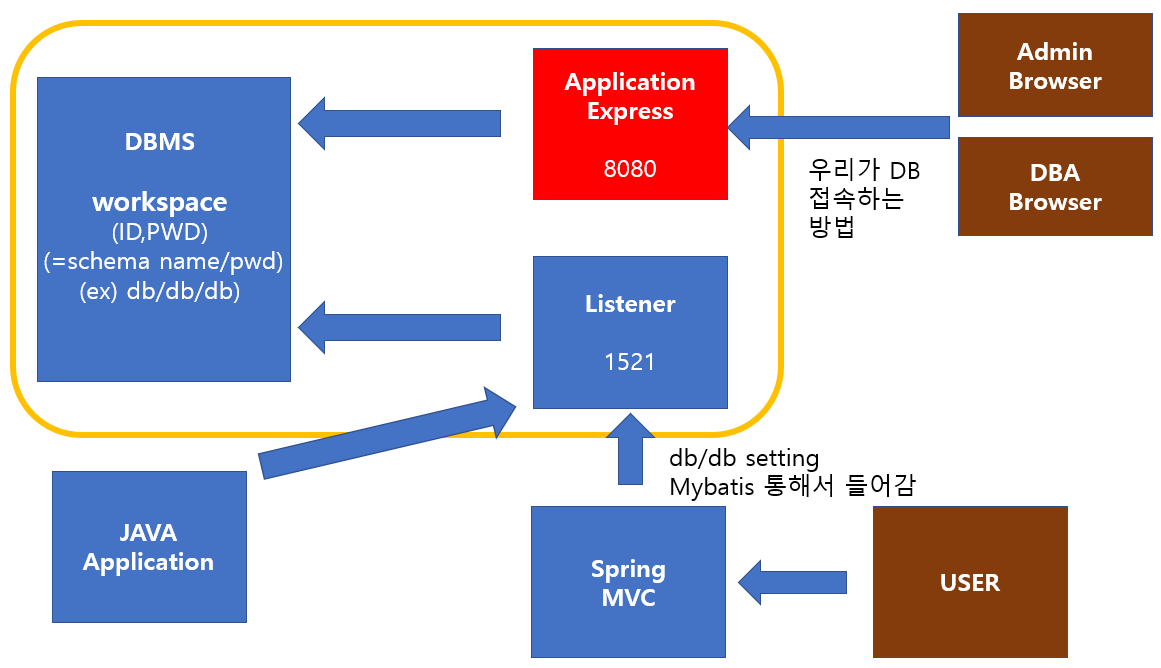 DBMS
workspace
(ID,PWD)
(=schema name/pwd)
(ex) db/db/db)
Application
Express
8080
Admin
Browser
DBA
Browser
우리가 DB
접속하는
방법
Listener
1521
db/db setting
Mybatis 통해서 들어감
JAVA
Application
Spring
MVC
USER